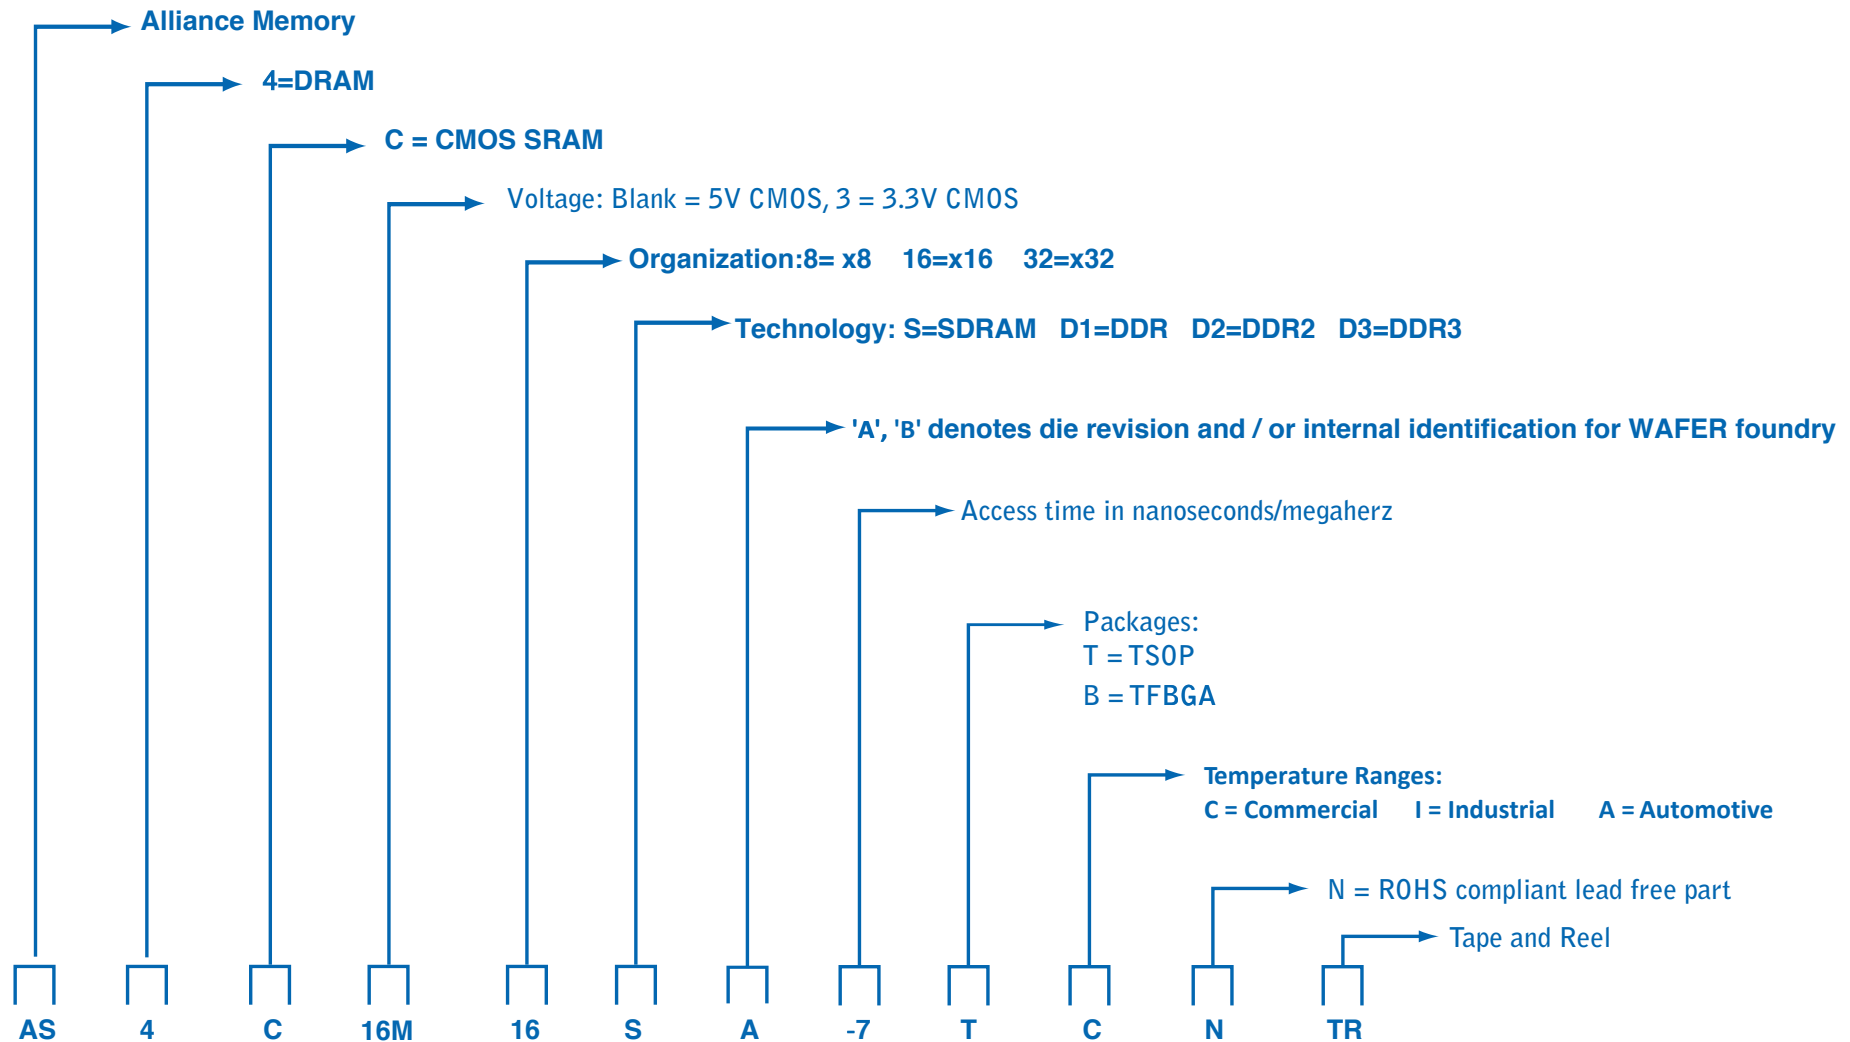 Alliance Memory
4=DRAM
C = CMOS SRAM
Voltage: Blank = 5V CMOS, 3 = 3.3V CMOS
Organization:8= x8 16=x16 32=x32
Technology: S=SDRAM D1=DDR D2=DDR2 D3=DDR3
'A', 'B' denotes die revision and / or internal identification for WAFER foundry
Access time in nanoseconds/megaherz
Packages:
T = TSOP
B = TFBGA
Temperature Ranges:
C = Commercial I = Industrial A = Automotive
N = ROHS compliant lead free part
Tape and Reel
AS 4 C 16M 16 S A -7 T C N TR